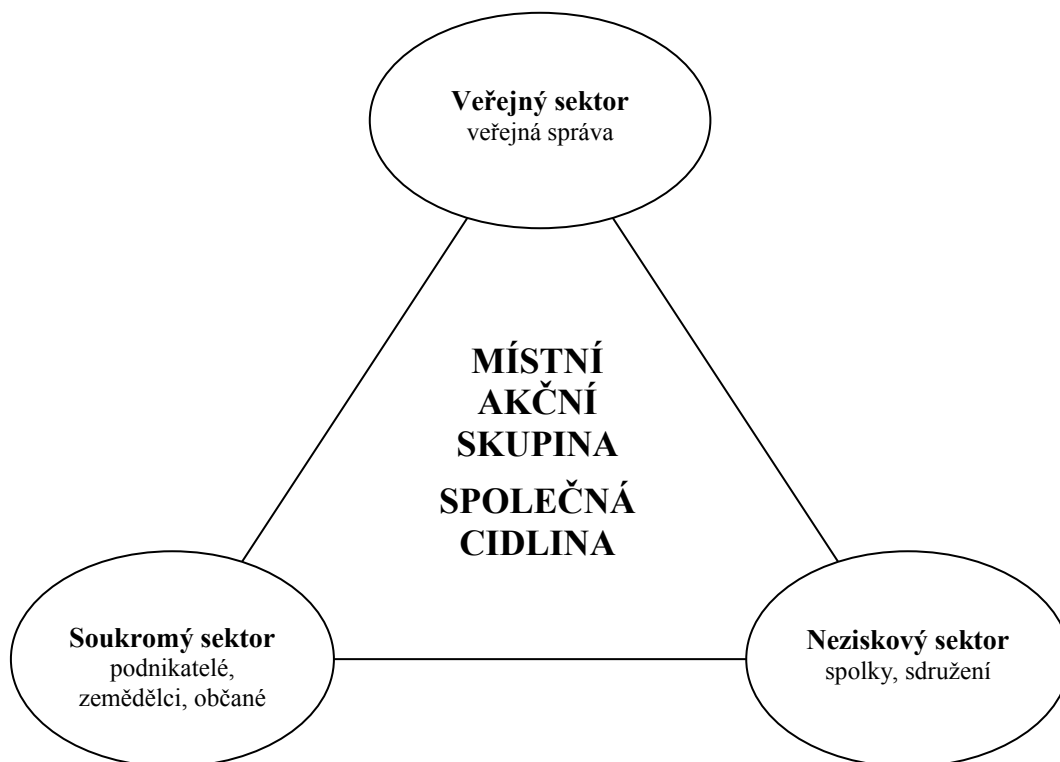 Veřejný sektor
veřejná správa
MÍSTNÍ
AKČNÍ
SKUPINA
SPOLEČNÁ
CIDLINA
Soukromý sektor
podnikatelé,
zemědělci, občané
Neziskový sektor
spolky, sdružení